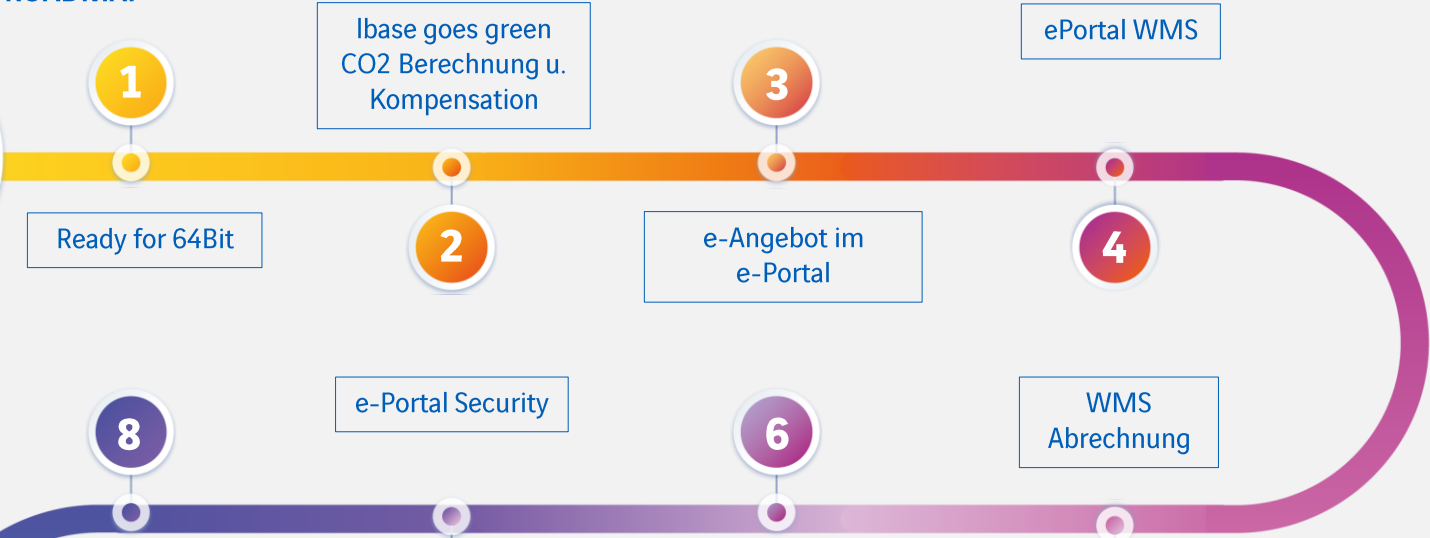 1
Ready for 64Bit
Ibase goes green
CO2 Berechnung u.
Kompensation
2
3
e-Angebot im
e-Portal
ePortal WMS
4
WMS
Abrechnung
6
e-Portal Security
8